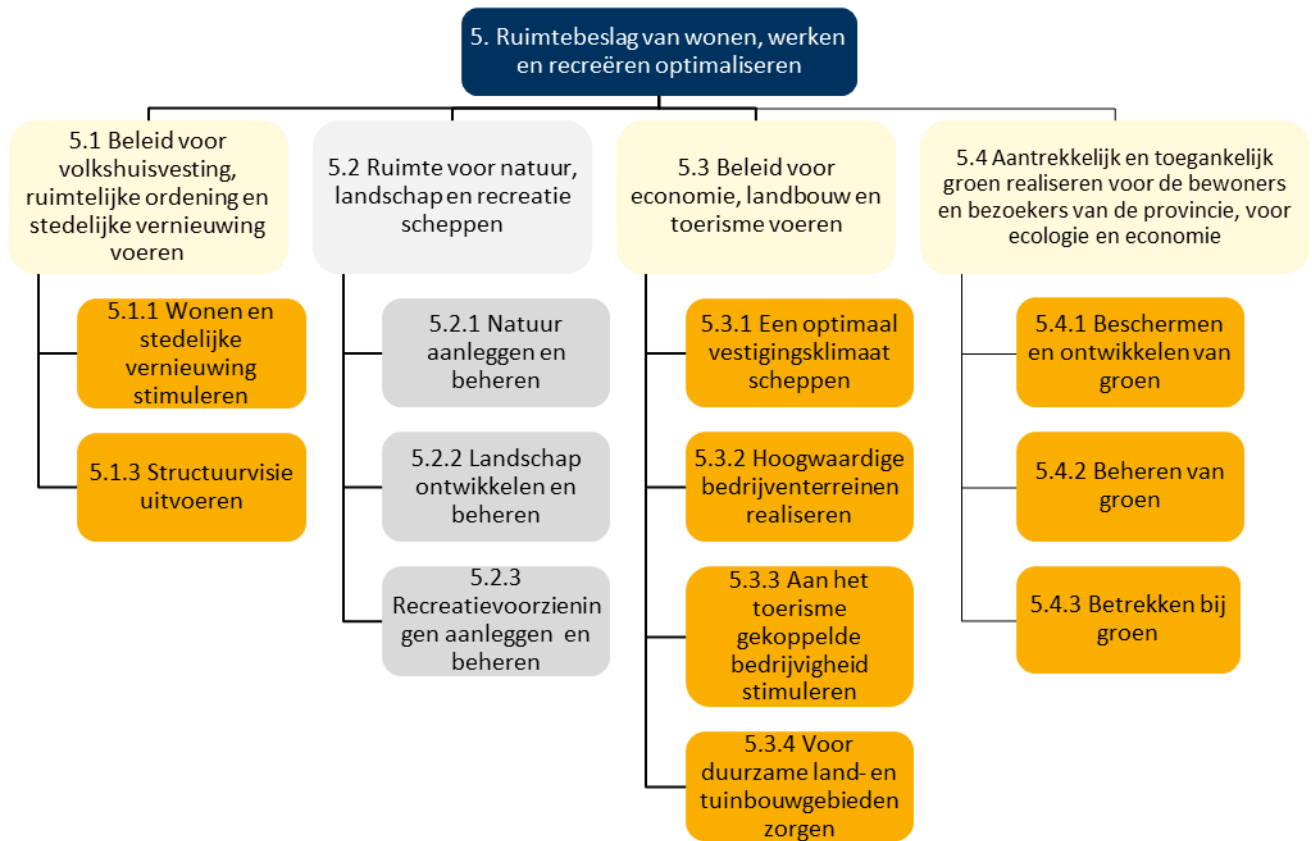 5. Ruimtebeslag van wonen, werken
en recreëren optimaliseren
5.1 Beleid voor
volkshuisvesting,
ruimtelijke ordening en
stedelijke vernieuwing
voeren
5.1.1 Wonen en
stedelijke
vernieuwing
stimuleren
5.1.3 Structuurvisie
uitvoeren
5.2 Ruimte voor natuur,
landschap en recreatie
scheppen
5.2.1 Natuur
aanleggen en
beheren
5.2.2 Landschap
ontwikkelen en
beheren
5.2.3
Recreatievoorzienin
gen aanleggen en
beheren
5.3 Beleid voor
economie, landbouw en
toerisme voeren
5.3.1 Een optimaal
vestigingsklimaat
scheppen
5.3.2 Hoogwaardige
bedrijventerreinen
realiseren
5.3.3 Aan het
toerisme
gekoppelde
bedrijvigheid
stimuleren
5.3.4 Voor
duurzame land- en
tuinbouwgebieden
zorgen
5.4 Aantrekkelijk en toegankelijk
groen realiseren voor de bewoners
en bezoekers van de provincie, voor
ecologie en economie
5.4.1 Beschermen
en ontwikkelen van
groen
5.4.2 Beheren van
groen
5.4.3 Betrekken bij
groen